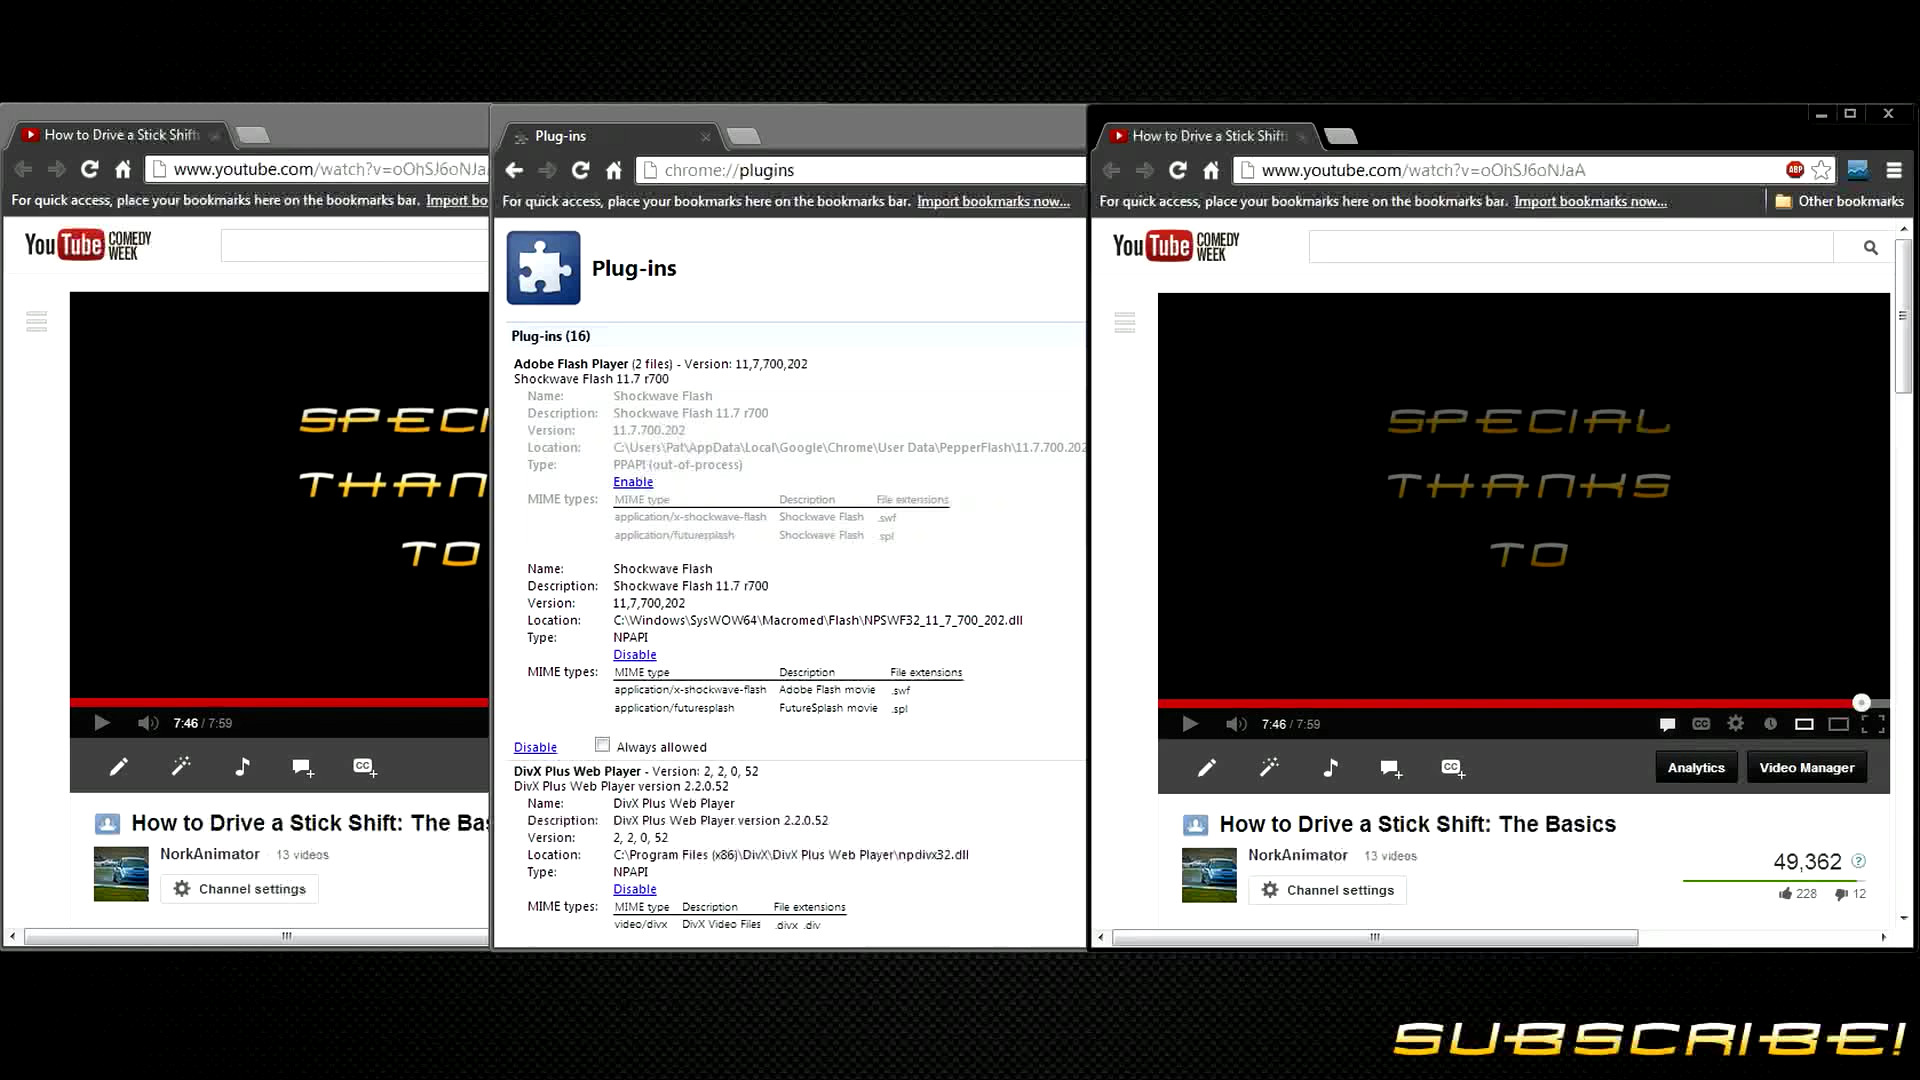 How to Drive a Stick Shift
www.youtube.com/watch?v=oOhSJ6oNJa
For quick access, place your bookmarks here on the bookmarks bar. Import bo
YouTube COMEDY WEEK
SPECI
THAN
TO
7:46 / 7:59
CC
How to Drive a Stick Shift: The Bas
NorkAnimator · 13 videos
Channel settings
Plug-ins
chrome://plugins
For quick access, place your bookmarks here on the bookmarks bar. Import bookmarks now...
Plug-ins
Plug-ins (16)
Adobe Flash Player (2 files) - Version: 11,7,700,202
Shockwave Flash 11.7 r700
Name: Shockwave Flash
Description: Shockwave Flash 11.7 r700
Version: 11.7.700.202
Location: C:\Users\Pat\AppData\Local\Google\Chrome\User Data\PepperFlash\11.7.700.202
Type: PPAPI (out-of-process)
Enable
MIME types: MIME type Description File extensions
application/x-shockwave-flash Shockwave Flash .swf
application/futuresplash Shockwave Flash .spl
Name: Shockwave Flash
Description: Shockwave Flash 11.7 r700
Version: 11,7,700,202
Location: C:\Windows\SysWOW64\Macromed\Flash\NPSWF32_11_7_700_202.dll
Type: NPAPI
Disable
MIME types: MIME type Description File extensions
application/x-shockwave-flash Adobe Flash movie .swf
application/futuresplash FutureSplash movie .spl
Disable Always allowed
DivX Plus Web Player - Version: 2, 2, 0, 52
DivX Plus Web Player version 2.2.0.52
Name: DivX Plus Web Player
Description: DivX Plus Web Player version 2.2.0.52
Version: 2, 2, 0, 52
Location: C:\Program Files (x86)\DivX\DivX Plus Web Player\npdivx32.dll
Type: NPAPI
Disable
MIME types: MIME type Description File extensions
video/divx DivX Video Files .divx .div
How to Drive a Stick Shift:
www.youtube.com/watch?v=oOhSJ6oNJaA
ABP
For quick access, place your bookmarks here on the bookmarks bar. Import bookmarks now...
Other bookmarks
YouTube COMEDY WEEK
SPECIAL
THANKS
TO
7:46 / 7:59
CC
CC
Analytics Video Manager
How to Drive a Stick Shift: The Basics
NorkAnimator 13 videos
Channel settings
49,362 ?
228 12
SUBSCRIBE!